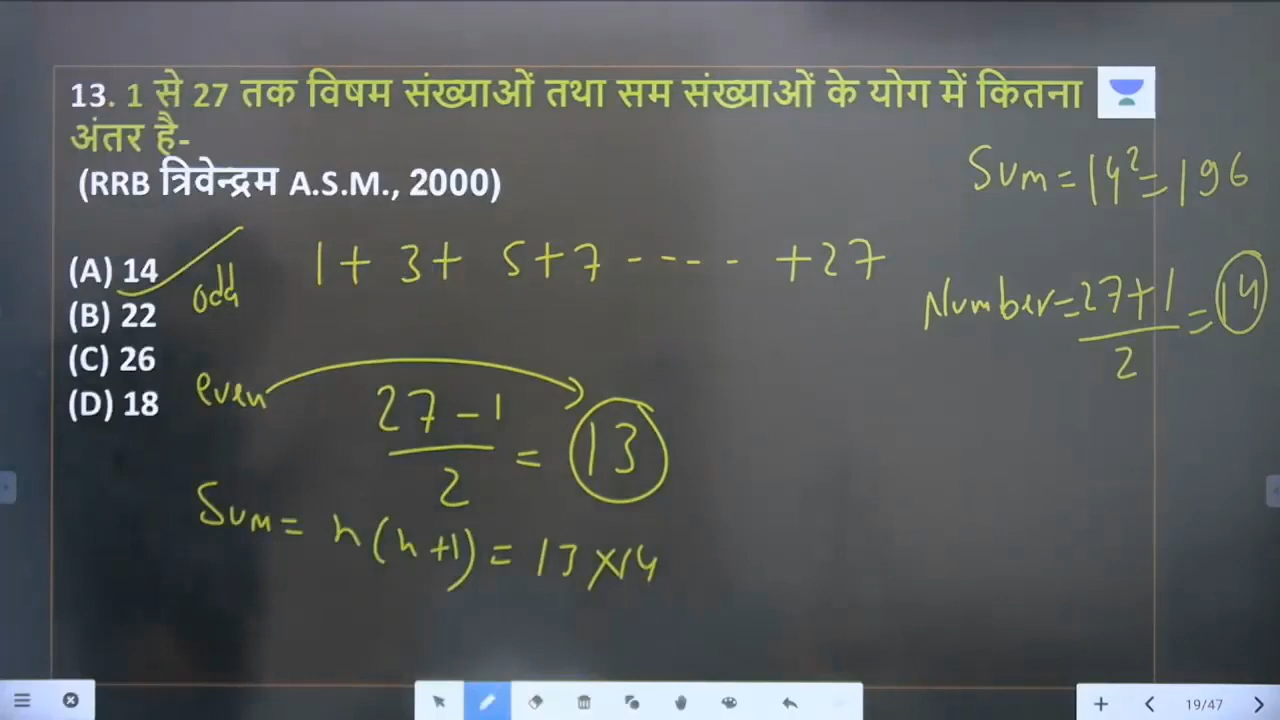 13. 1 से 27 तक विषम संख्याओं तथा सम संख्याओं के योग में कितना
अंतर है-
(RRB त्रिवेन्द्रम A.S.M., 2000)
Sum = 14² = 196
(A) 14
(B) 22
(C) 26
(D) 18
odd 1 + 3 + 5 + 7 ---- + 27
Number = 27+1/2 = 14
even 27 - 1/2 = 13
Sum = n(n+1) = 13 × 14
19/47